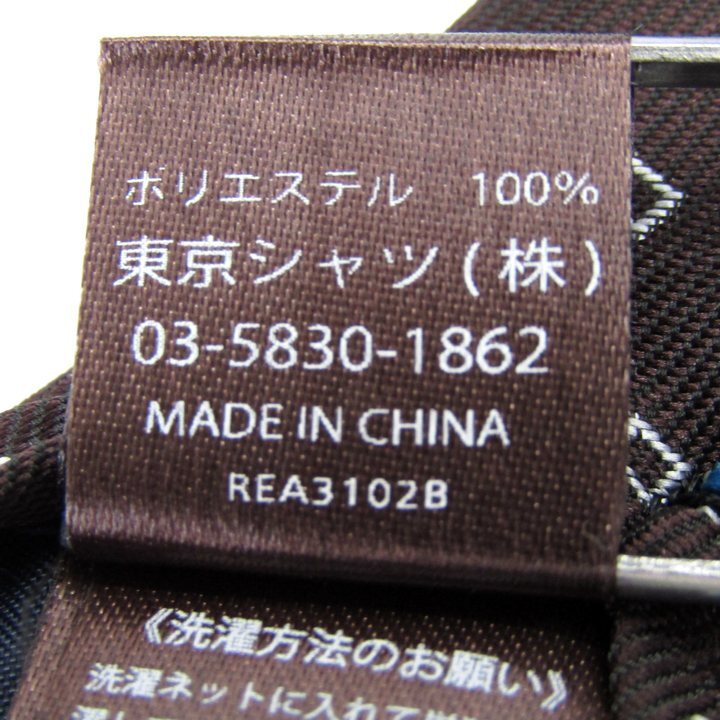 ポリエステル 100%
東京シャツ(株)
03-5830-1862
MADE IN CHINA
REA3102B
《洗濯方法のお願い》
洗濯ネットに入れて